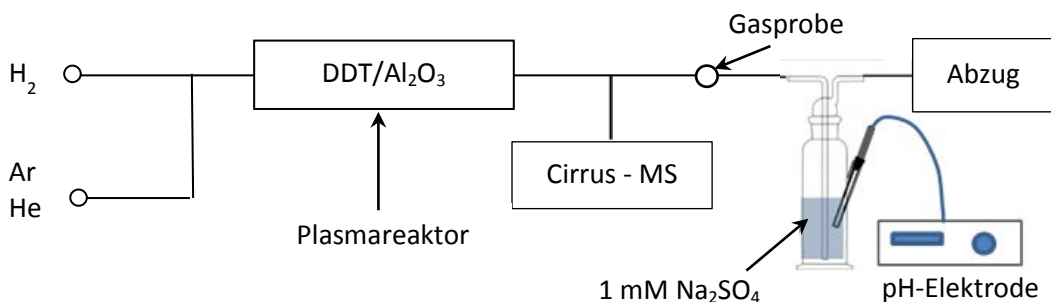 Gasprobe
H₂
DDT/Al₂O₃
Abzug
Ar
He
Cirrus - MS
Plasmareaktor
1 mM Na₂SO₄
pH-Elektrode